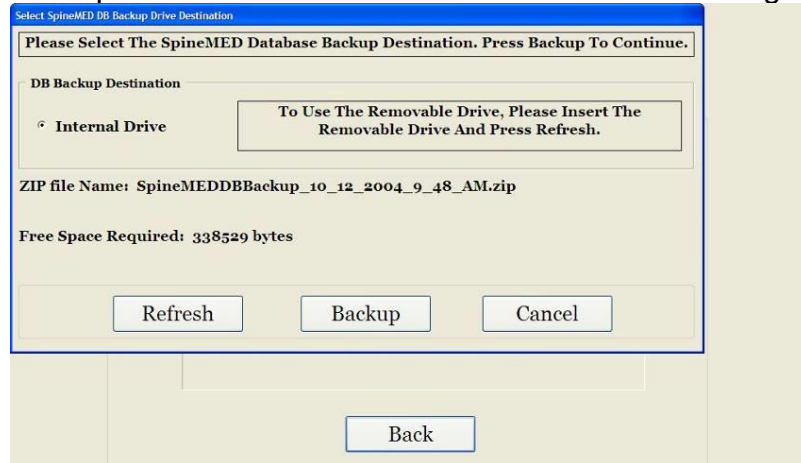 Select SpineMED DB Backup Drive Destination
Please Select The SpineMED Database Backup Destination. Press Backup To Continue.
DB Backup Destination
Internal Drive
To Use The Removable Drive, Please Insert The
Removable Drive And Press Refresh.
ZIP file Name: SpineMEDDBBackup_10_12_2004_9_48_AM.zip
Free Space Required: 338529 bytes
Refresh Backup Cancel
Back